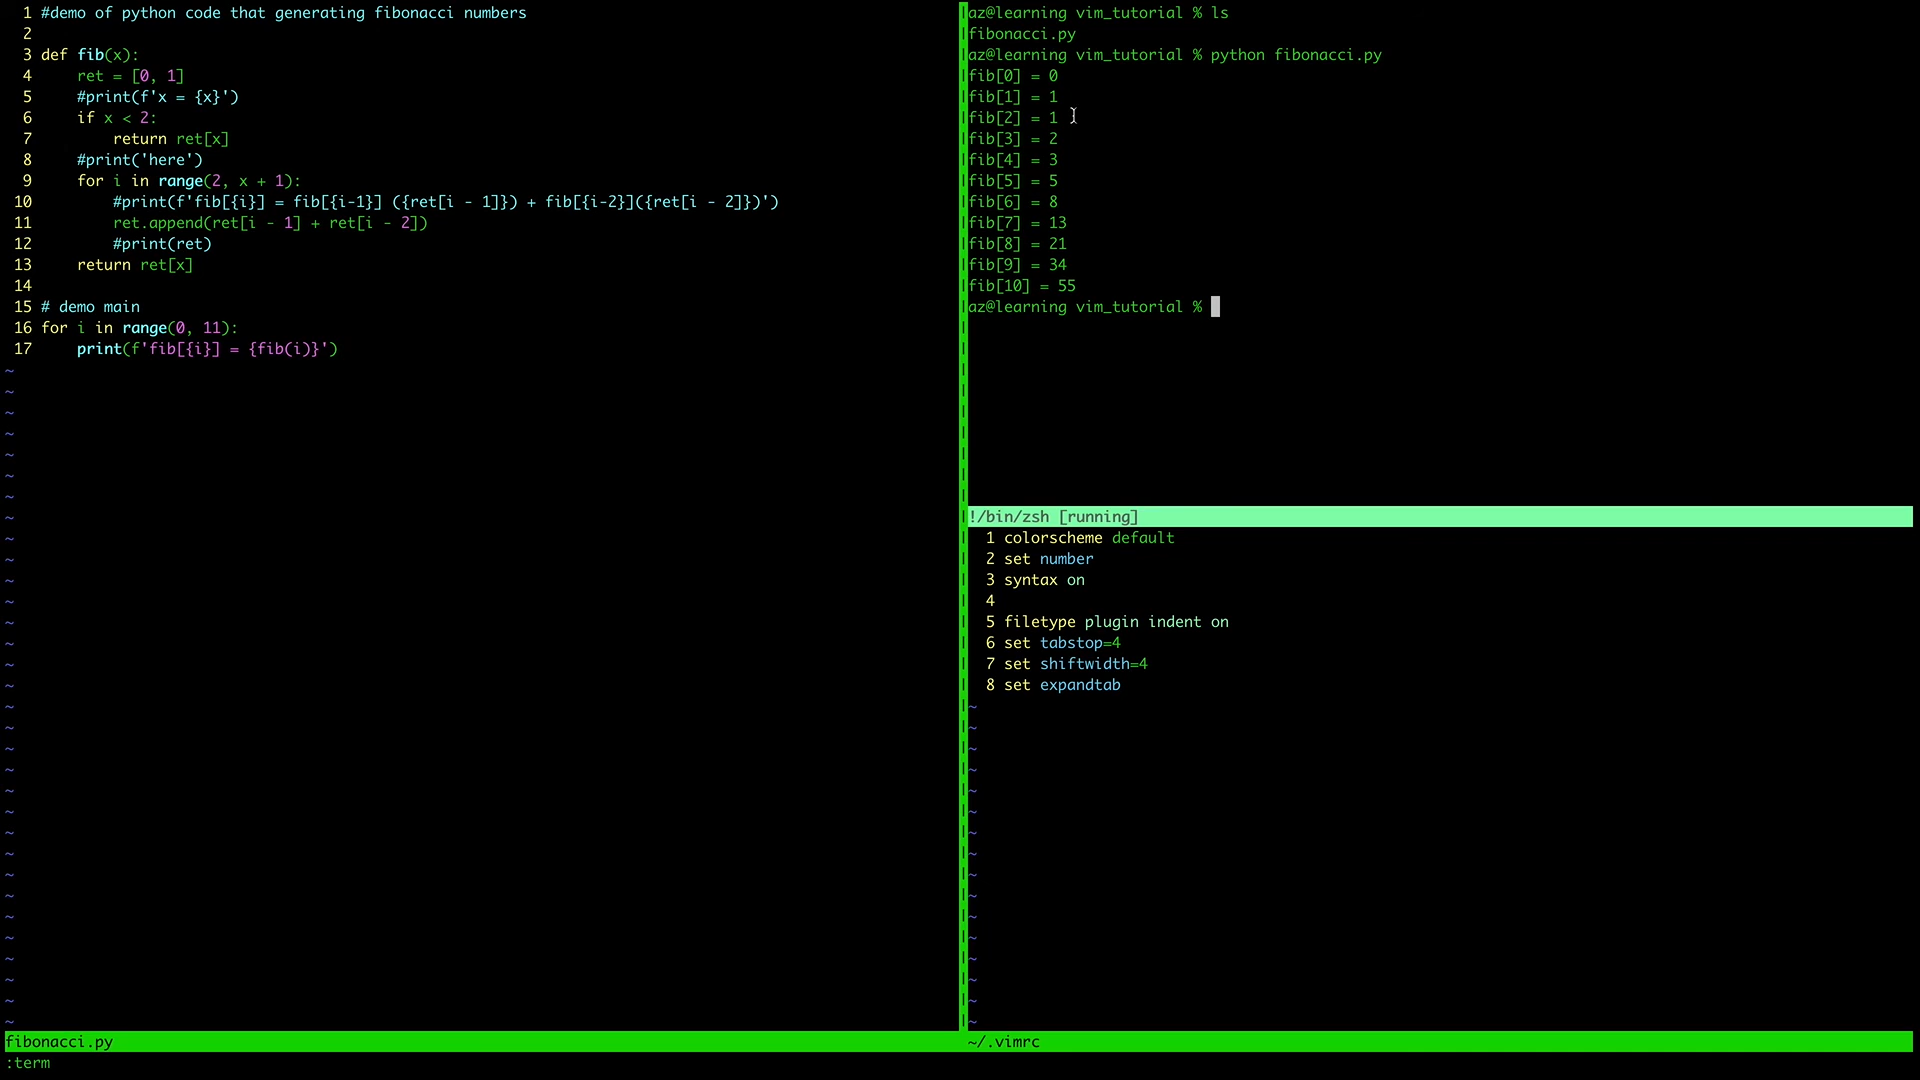 1 #demo of python code that generating fibonacci numbers
2
3 def fib(x):
4     ret = [0, 1]
5     #print(f'x = {x}')
6     if x < 2:
7         return ret[x]
8     #print('here')
9     for i in range(2, x + 1):
10         #print(f'fib[{i}] = fib[{i-1}] ({ret[i - 1]}) + fib[{i-2}]({ret[i - 2]})')
11         ret.append(ret[i - 1] + ret[i - 2])
12         #print(ret)
13     return ret[x]
14
15 # demo main
16 for i in range(0, 11):
17     print(f'fib[{i}] = {fib(i)}')
fibonacci.py
:term
az@learning vim_tutorial % ls
fibonacci.py
az@learning vim_tutorial % python fibonacci.py
fib[0] = 0
fib[1] = 1
fib[2] = 1
fib[3] = 2
fib[4] = 3
fib[5] = 5
fib[6] = 8
fib[7] = 13
fib[8] = 21
fib[9] = 34
fib[10] = 55
az@learning vim_tutorial %
!/bin/zsh [running]
1 colorscheme default
2 set number
3 syntax on
4
5 filetype plugin indent on
6 set tabstop=4
7 set shiftwidth=4
8 set expandtab
~/.vimrc